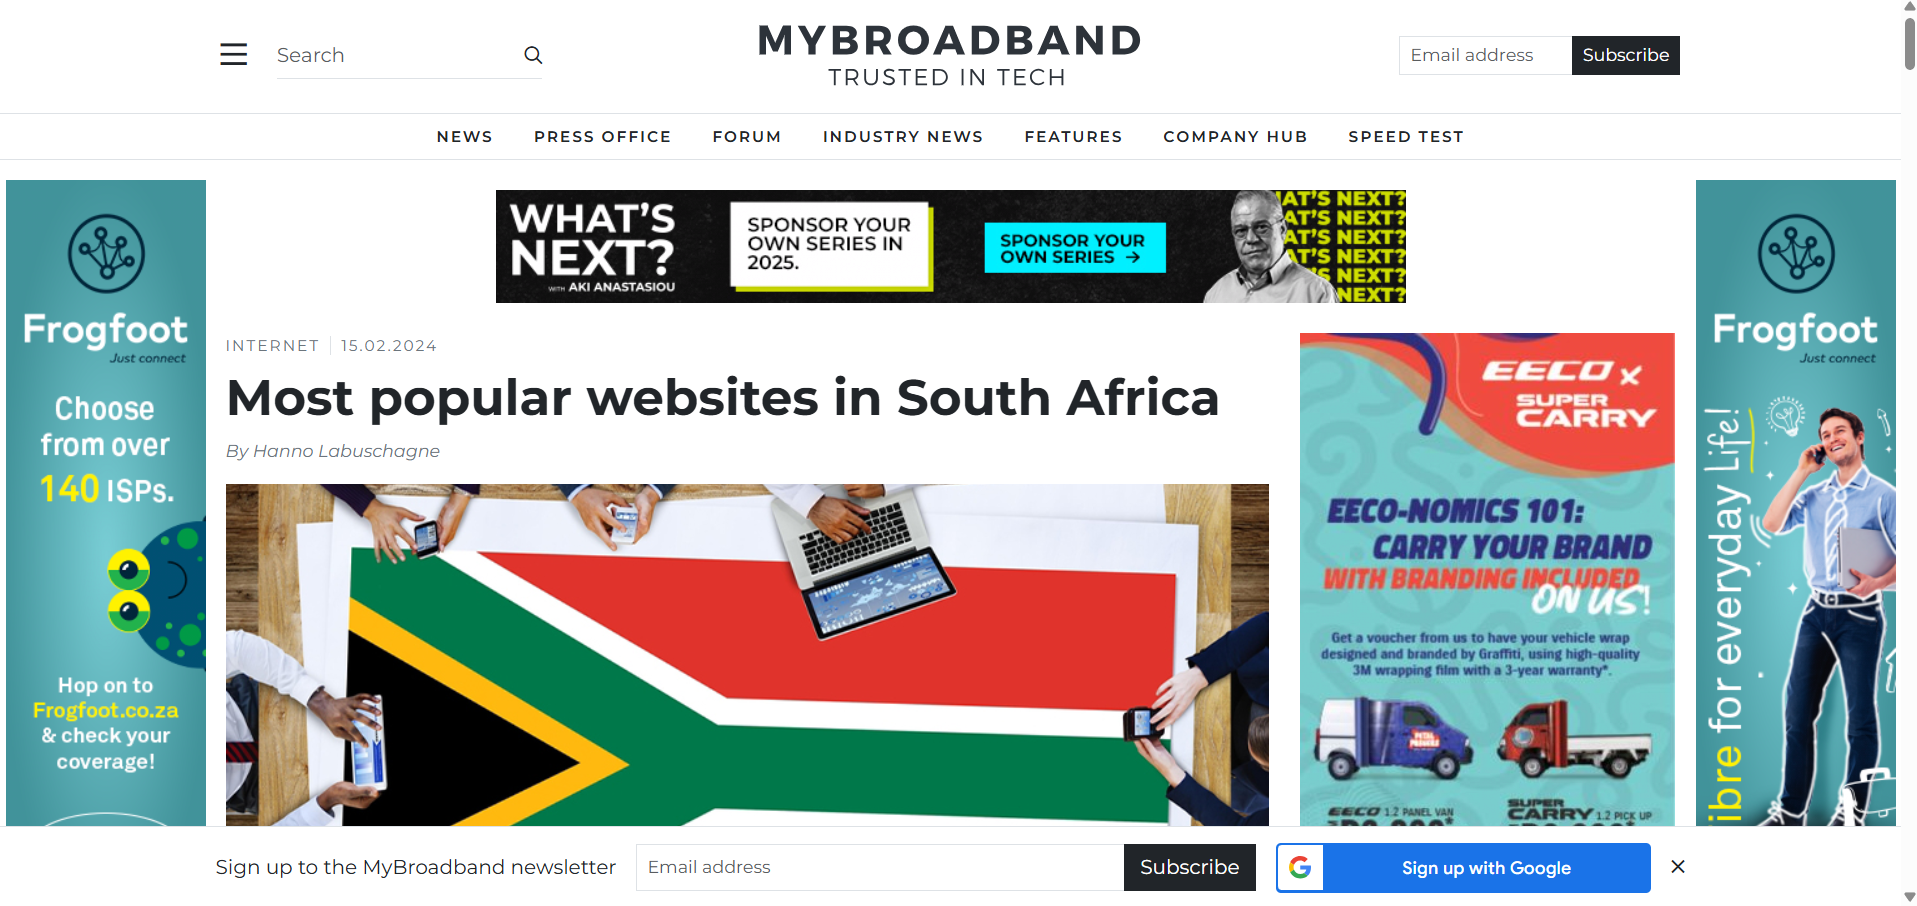 Search
MYBROADBAND
TRUSTED IN TECH
Email address
Subscribe
NEWS
PRESS OFFICE
FORUM
INDUSTRY NEWS
FEATURES
COMPANY HUB
SPEED TEST
WHAT'S
NEXT?
WITH AKI ANASTASIOU
SPONSOR YOUR
OWN SERIES IN
2025.
SPONSOR YOUR
OWN SERIES →
AT'S NEXT?
AT'S NEXT?
AT'S NEXT?
T'S NEXT?
S NEXT?
NEXT?
Frogfoot
Just connect
Choose
from over
140 ISPs.
Hop on to
Frogfoot.co.za
& check your
coverage!
INTERNET
15.02.2024
Most popular websites in South Africa
By Hanno Labuschagne
EECO x
SUPER
CARRY
EECO-NOMICS 101:
CARRY YOUR BRAND
WITH BRANDING INCLUDED
ON US!
Get a voucher from us to have your vehicle wrap
designed and branded by Graffiti, using high-quality
3M wrapping film with a 3-year warranty*.
EECO 1.2 PANEL VAN
SUPER
CARRY 1.2 PICK UP
Frogfoot
Just connect
ibre for everyday Life!
Sign up to the MyBroadband newsletter
Email address
Subscribe
Sign up with Google